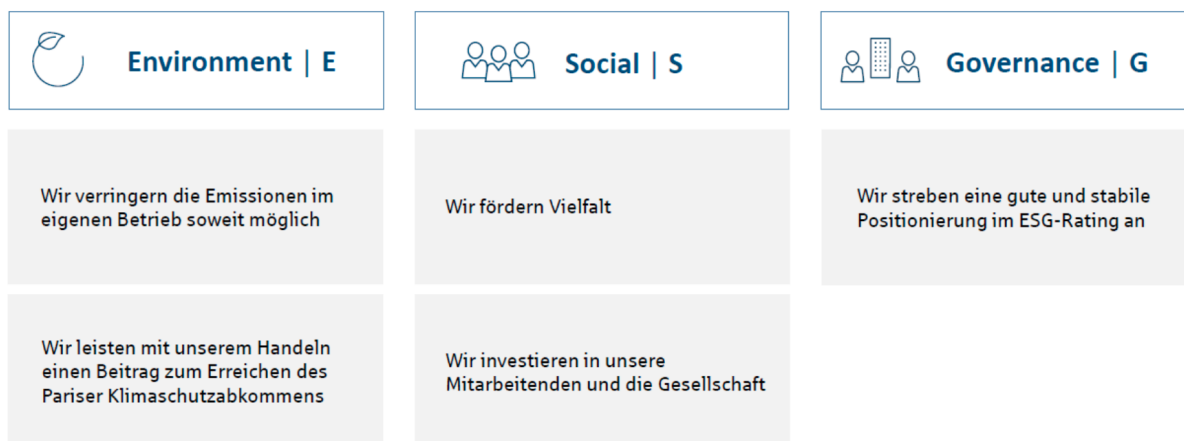 Environment | E
Wir verringern die Emissionen im
eigenen Betrieb soweit möglich
Wir leisten mit unserem Handeln
einen Beitrag zum Erreichen des
Pariser Klimaschutzabkommens
Social | S
Wir fördern Vielfalt
Wir investieren in unsere
Mitarbeitenden und die Gesellschaft
Governance | G
Wir streben eine gute und stabile
Positionierung im ESG-Rating an